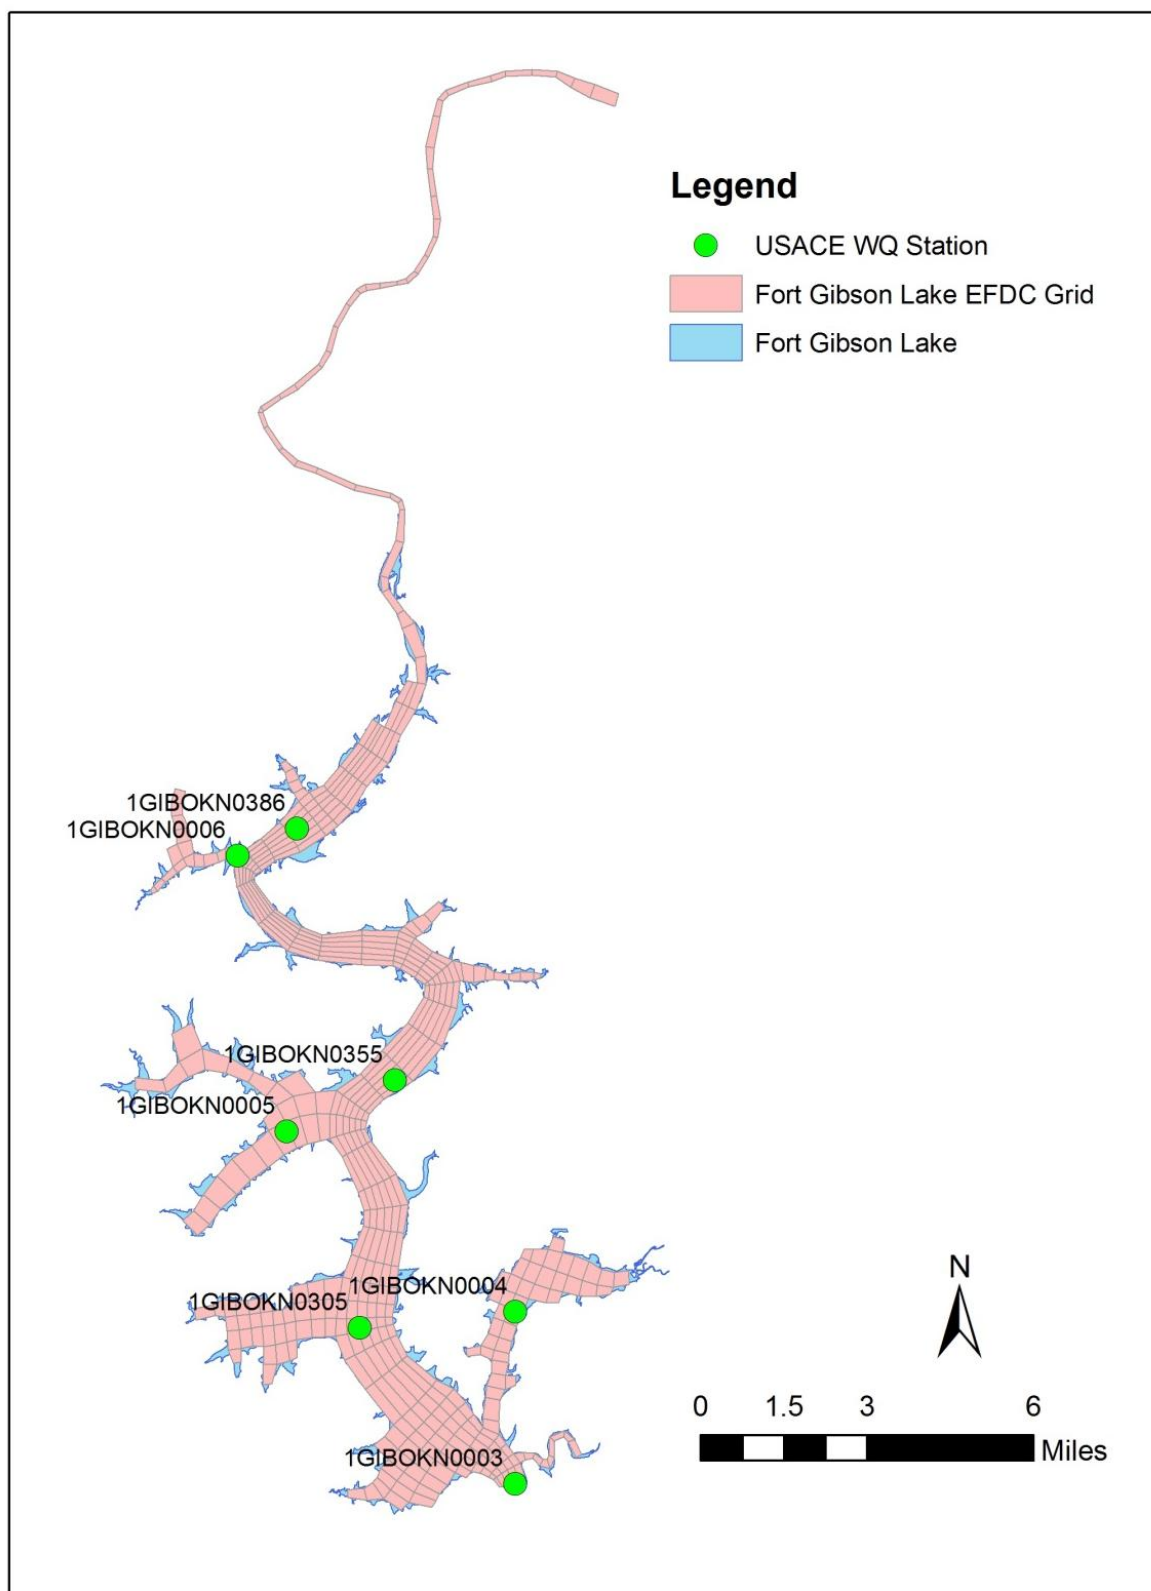 Legend
USACE WQ Station
Fort Gibson Lake EFDC Grid
Fort Gibson Lake
1GIBOKN0386
1GIBOKN0006
1GIBOKN0355
1GIBOKN0005
1GIBOKN0004
1GIBOKN0305
1GIBOKN0003
N
0 1.5 3 6
Miles